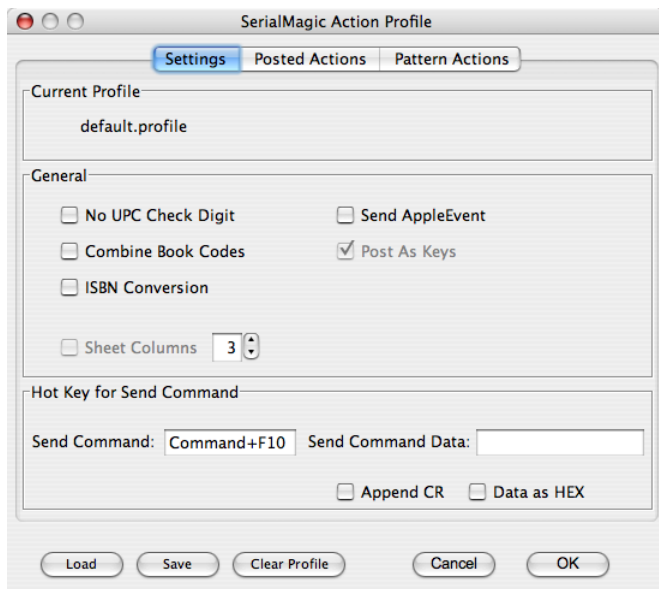 SerialMagic Action Profile
Settings Posted Actions Pattern Actions
Current Profile
default.profile
General
No UPC Check Digit Send AppleEvent
Combine Book Codes Post As Keys
ISBN Conversion
Sheet Columns 3
Hot Key for Send Command
Send Command: Command+F10 Send Command Data:
Append CR Data as HEX
Load Save Clear Profile Cancel OK